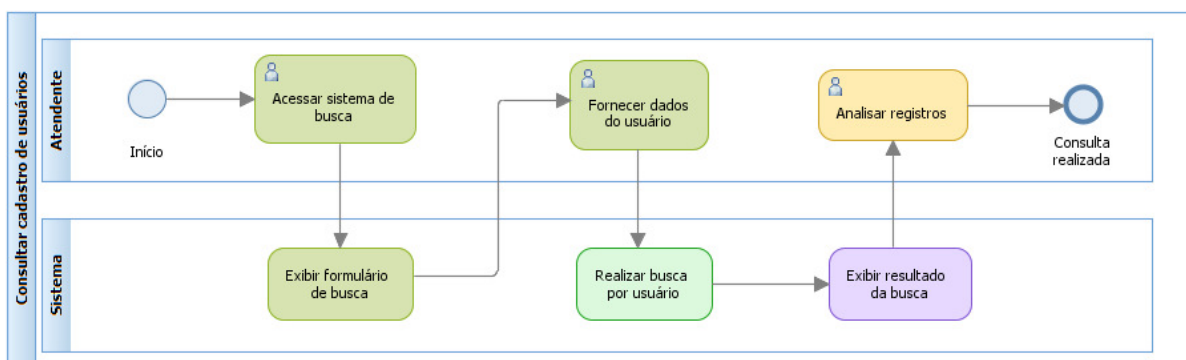 Consultar cadastro de usuários
Atendente
Início
Acessar sistema de
busca
Fornecer dados
do usuário
Analisar registros
Consulta
realizada
Sistema
Exibir formulário
de busca
Realizar busca
por usuário
Exibir resultado
da busca